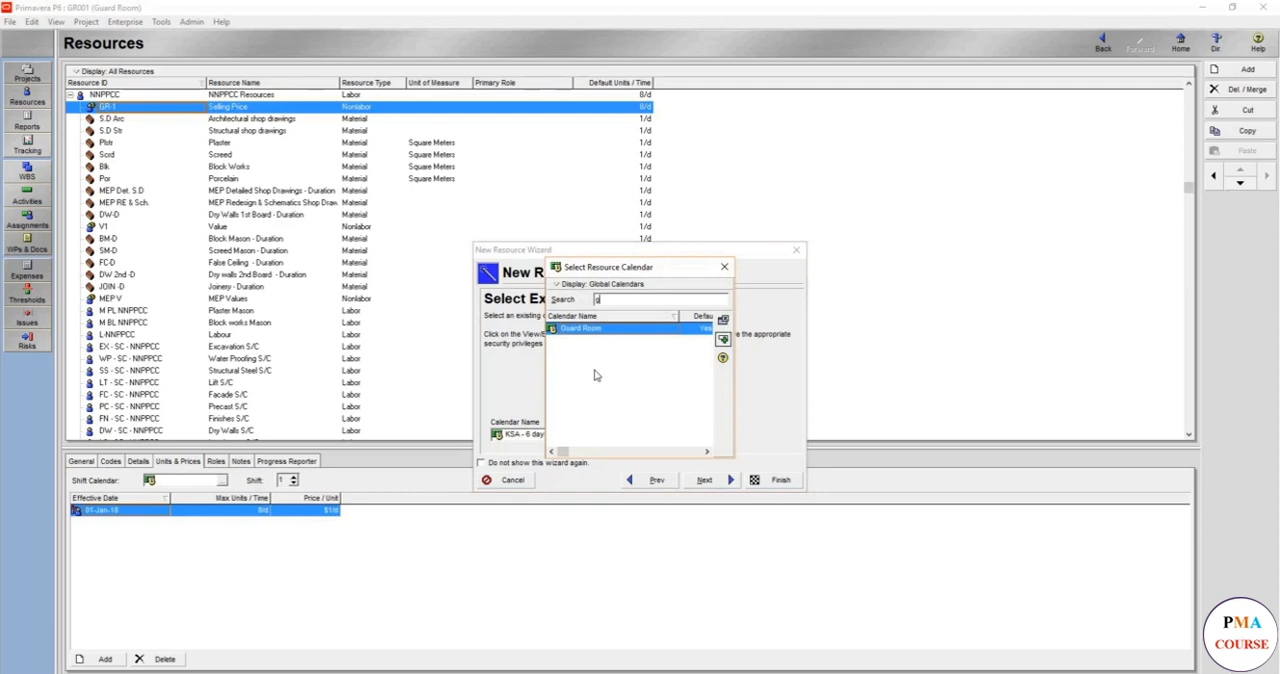 Primavera P6 : GR001 (Guard Room)
File Edit View Project Enterprise Tools Admin Help
Resources
Back Forward Home Dir. Help
Projects
Resources
Reports
Tracking
WBS
Activities
Assignments
WPs & Docs
Expenses
Thresholds
Issues
Risks
Display: All Resources
Resource ID Resource Name Resource Type Unit of Measure Primary Role Default Units / Time
NNPPCC NNPPCC Resources Labor 8/d
GR-1 Selling Price Nonlabor 8/d
S.D Arc Architectural shop drawings Material 1/d
S.D Str Structural shop drawings Material 1/d
Plstr Plaster Material Square Meters 1/d
Scrd Screed Material Square Meters 1/d
Blk Block Works Material Square Meters 1/d
Por Porcelain Material Square Meters 1/d
MEP Det. S.D MEP Detailed Shop Drawings - Duration Material 1/d
MEP RE & Sch. MEP Redesign & Schematics Shop Draw. Material 1/d
DW-D Dry Walls 1st Board - Duration Material 1/d
V1 Value Nonlabor 1/d
BM-D Block Mason - Duration Material 1/d
SM-D Screed Mason - Duration Material
FC-D False Ceiling - Duration Material
DW 2nd -D Dry walls 2nd Board - Duration Material
JOIN -D Joinery - Duration Material
MEP V MEP Values Nonlabor
M PL NNPPCC Plaster Mason Labor
M BL NNPPCC Block works Mason Labor
L-NNPPCC Labour Labor
EX - SC - NNPPCC Excavation S/C Labor
WP - SC - NNPPCC Water Proofing S/C Labor
SS - SC - NNPPCC Structural Steel S/C Labor
LT - SC - NNPPCC Lift S/C Labor
FC - SC - NNPPCC Facade S/C Labor
PC - SC - NNPPCC Precast S/C Labor
FN - SC - NNPPCC Finishes S/C Labor
DW - SC - NNPPCC Dry Walls S/C Labor
New Resource Wizard
New R
Select Ex
Select an existing c
Click on the View/E
security privileges
the appropriate
Calendar Name
KSA - 6 day
Do not show this wizard again.
Cancel Prev Next Finish
Select Resource Calendar
Display: Global Calendars
Search g
Calendar Name Defau
Guard Room Yes
Add
Del. / Merge
Cut
Copy
Paste
General Codes Details Units & Prices Roles Notes Progress Reporter
Shift Calendar: ... Shift: 1
Effective Date Max Units / Time Price / Unit
01-Jan-18 8/d $1/d
Add Delete
PMA
COURSE